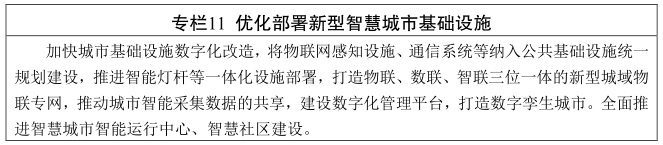 专栏11 优化部署新型智慧城市基础设施
加快城市基础设施数字化改造，将物联网感知设施、通信系统等纳入公共基础设施统一
规划建设，推进智能灯杆等一体化设施部署，打造物联、数联、智联三位一体的新型城域物
联专网，推动城市智能采集数据的共享，建设数字化管理平台，打造数字孪生城市。全面推
进智慧城市智能运行中心、智慧社区建设。